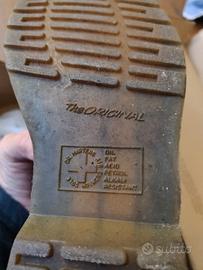 The ORIGINAL
OIL
FAT
ACID
PETROL
ALKALI
RESISTANT
subito